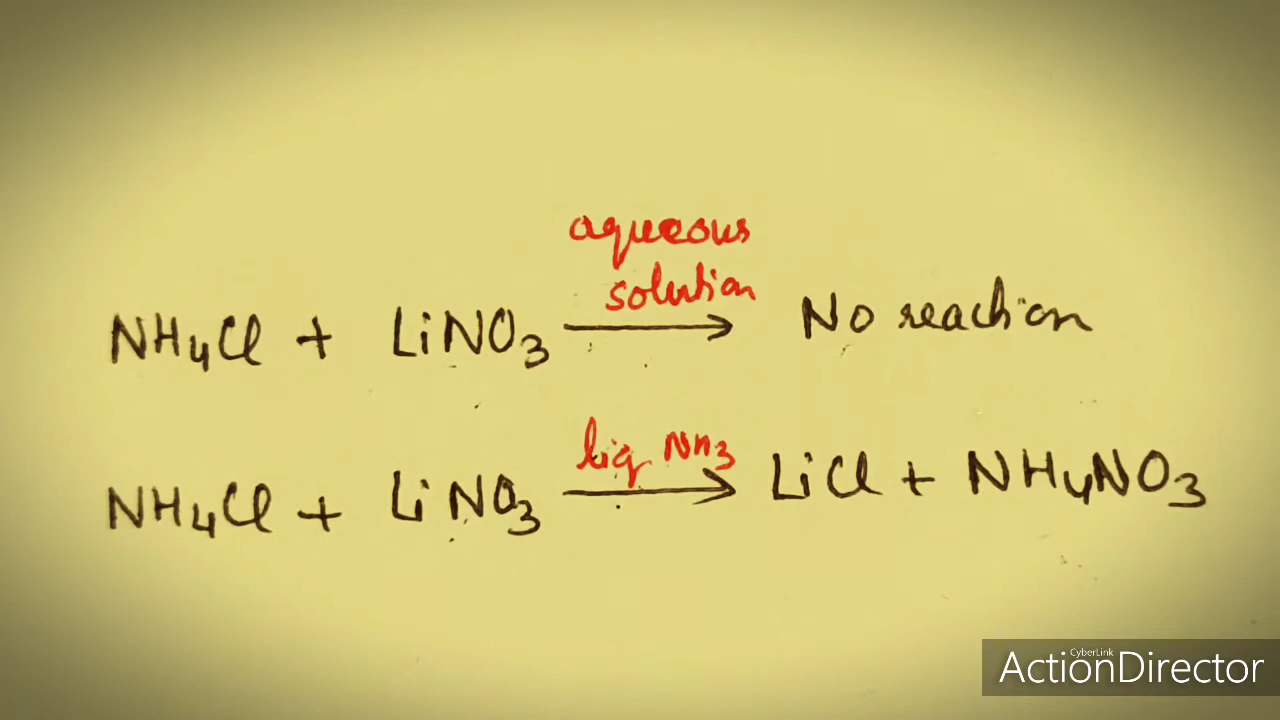 aqueous
solution
NH4Cl + LiNO3 → No reaction
liq NH3
NH4Cl + LiNO3 → LiCl + NH4NO3
CyberLink
ActionDirector